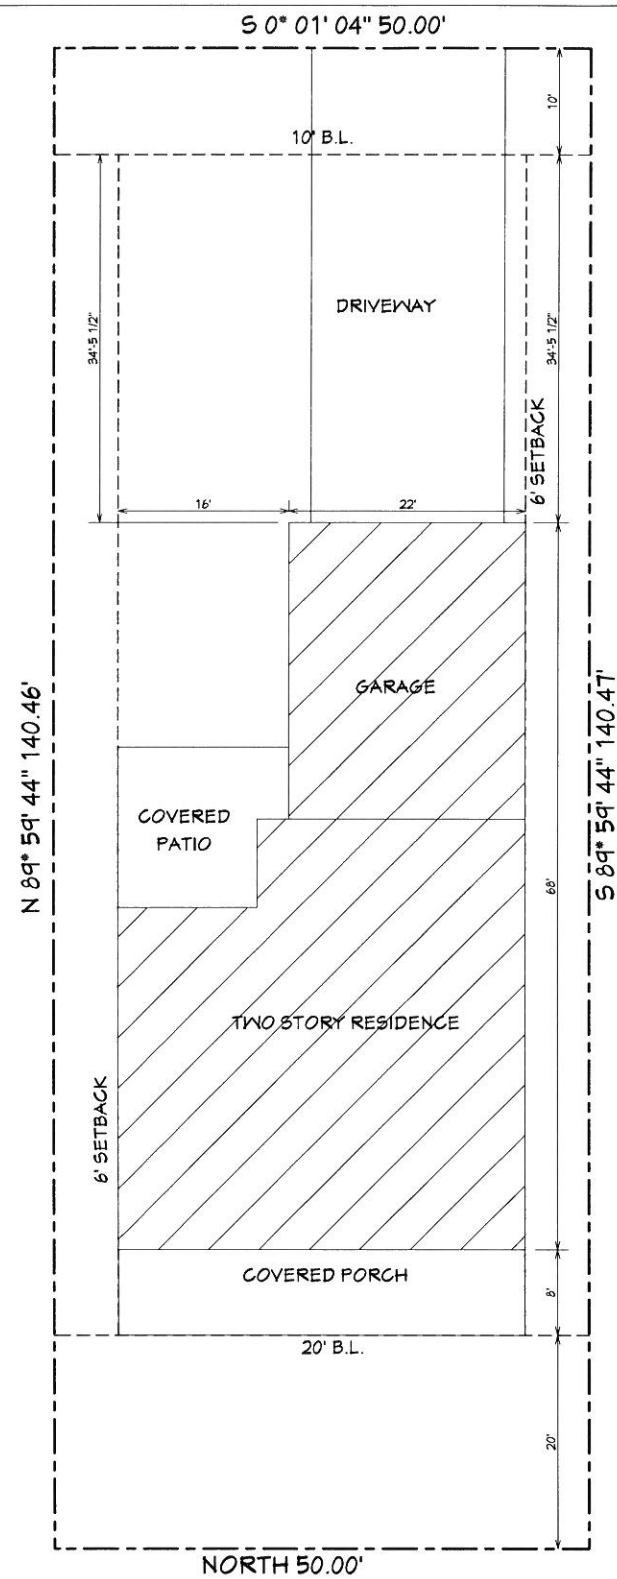 S 0° 01' 04" 50.00'
10'
10' B.L.
DRIVEWAY
34'-5 1/2"
34'-5 1/2"
6' SETBACK
16'
22'
GARAGE
N 89° 59' 44" 140.46'
S 89° 59' 44" 140.47'
COVERED
PATIO
68'
TWO STORY RESIDENCE
6' SETBACK
COVERED PORCH
8'
20' B.L.
20'
NORTH 50.00'